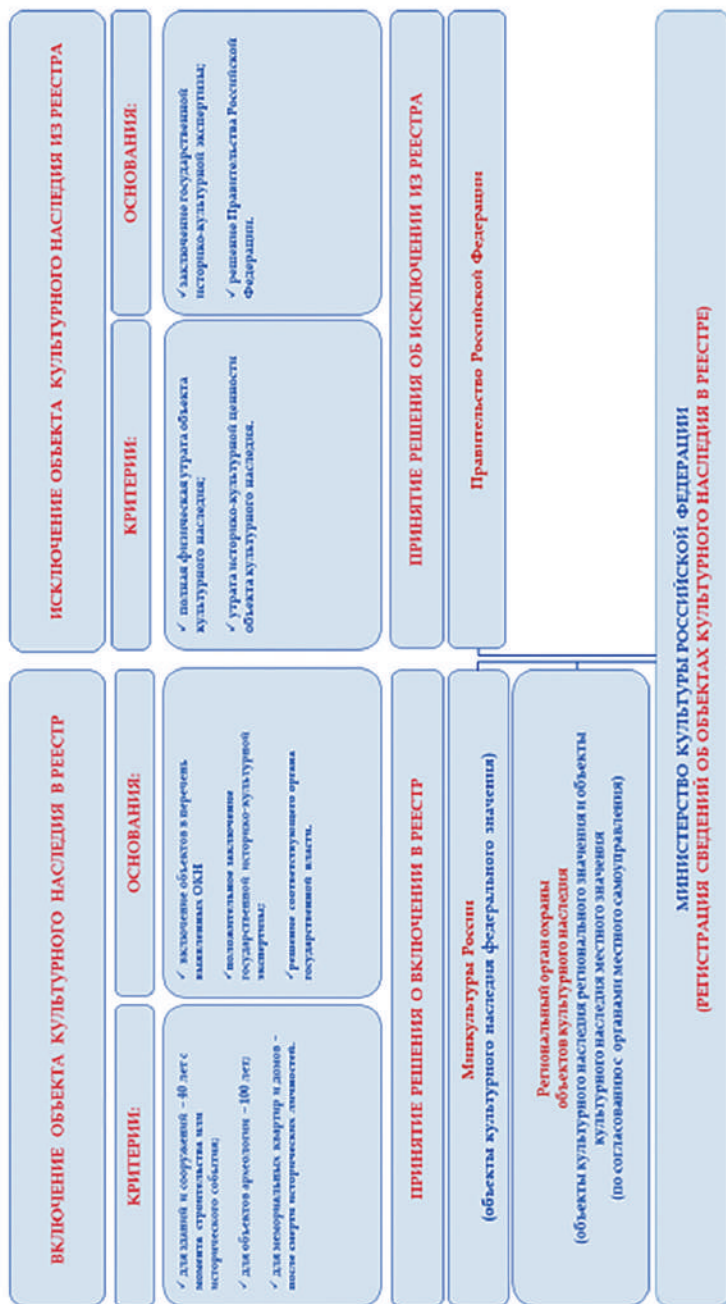 ВКЛЮЧЕНИЕ ОБЪЕКТА КУЛЬТУРНОГО НАСЛЕДИЯ В РЕЕСТР
КРИТЕРИИ:
✓ для зданий и сооружений – 40 лет с
момента строительства или
исторического события;
✓ для объектов археологии – 100 лет;
✓ для мемориальных квартир и домов –
после смерти исторических личностей.
ОСНОВАНИЯ:
✓ включение объектов в перечень
выявленных ОКН
✓положительное заключение
государственной историко-культурной
экспертизы;
✓решение соответствующего органа
государственной власти.
ПРИНЯТИЕ РЕШЕНИЯ О ВКЛЮЧЕНИИ В РЕЕСТР
Минкультуры России
(объекты культурного наследия федерального значения)
Региональный орган охраны
объектов культурного наследия
(объекты культурного наследия регионального значения и объекты
культурного наследия местного значения
(по согласованию с органами местного самоуправления)
ИСКЛЮЧЕНИЕ ОБЪЕКТА КУЛЬТУРНОГО НАСЛЕДИЯ ИЗ РЕЕСТРА
КРИТЕРИИ:
✓ полная физическая утрата объекта
культурного наследия;
✓утрата историко-культурной ценности
объекта культурного наследия.
ОСНОВАНИЯ:
✓заключение государственной
историко-культурной экспертизы;
✓ решение Правительства Российской
Федерации.
ПРИНЯТИЕ РЕШЕНИЯ ОБ ИСКЛЮЧЕНИИ ИЗ РЕЕСТРА
Правительство Российской Федерации
МИНИСТЕРСТВО КУЛЬТУРЫ РОССИЙСКОЙ ФЕДЕРАЦИИ
(РЕГИСТРАЦИЯ СВЕДЕНИЙ ОБ ОБЪЕКТАХ КУЛЬТУРНОГО НАСЛЕДИЯ В РЕЕСТРЕ)